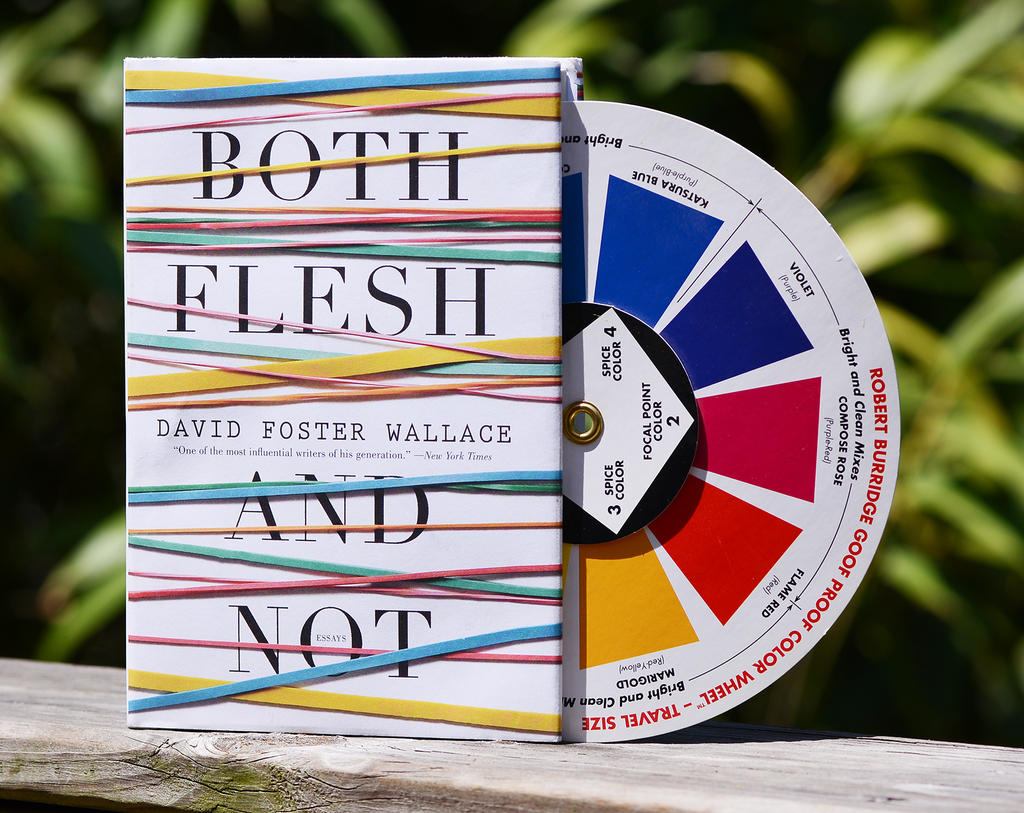 BOTH
FLESH
DAVID FOSTER WALLACE
“One of the most influential writers of his generation.” —New York Times
AND
NOT
ESSAYS
Bright and
KATSURA BLUE
(Purple-Blue)
VIOLET
(Purple)
Bright and Clean Mixes
COMPOSE ROSE
(Purple-Red)
FLAME RED
(Red)
MARIGOLD
(Red-Yellow)
Bright and Clean
SPICE
COLOR 4
FOCAL POINT
COLOR
2
SPICE
3 COLOR
ROBERT BURRIDGE GOOF PROOF COLOR WHEEL™ – TRAVEL SIZE